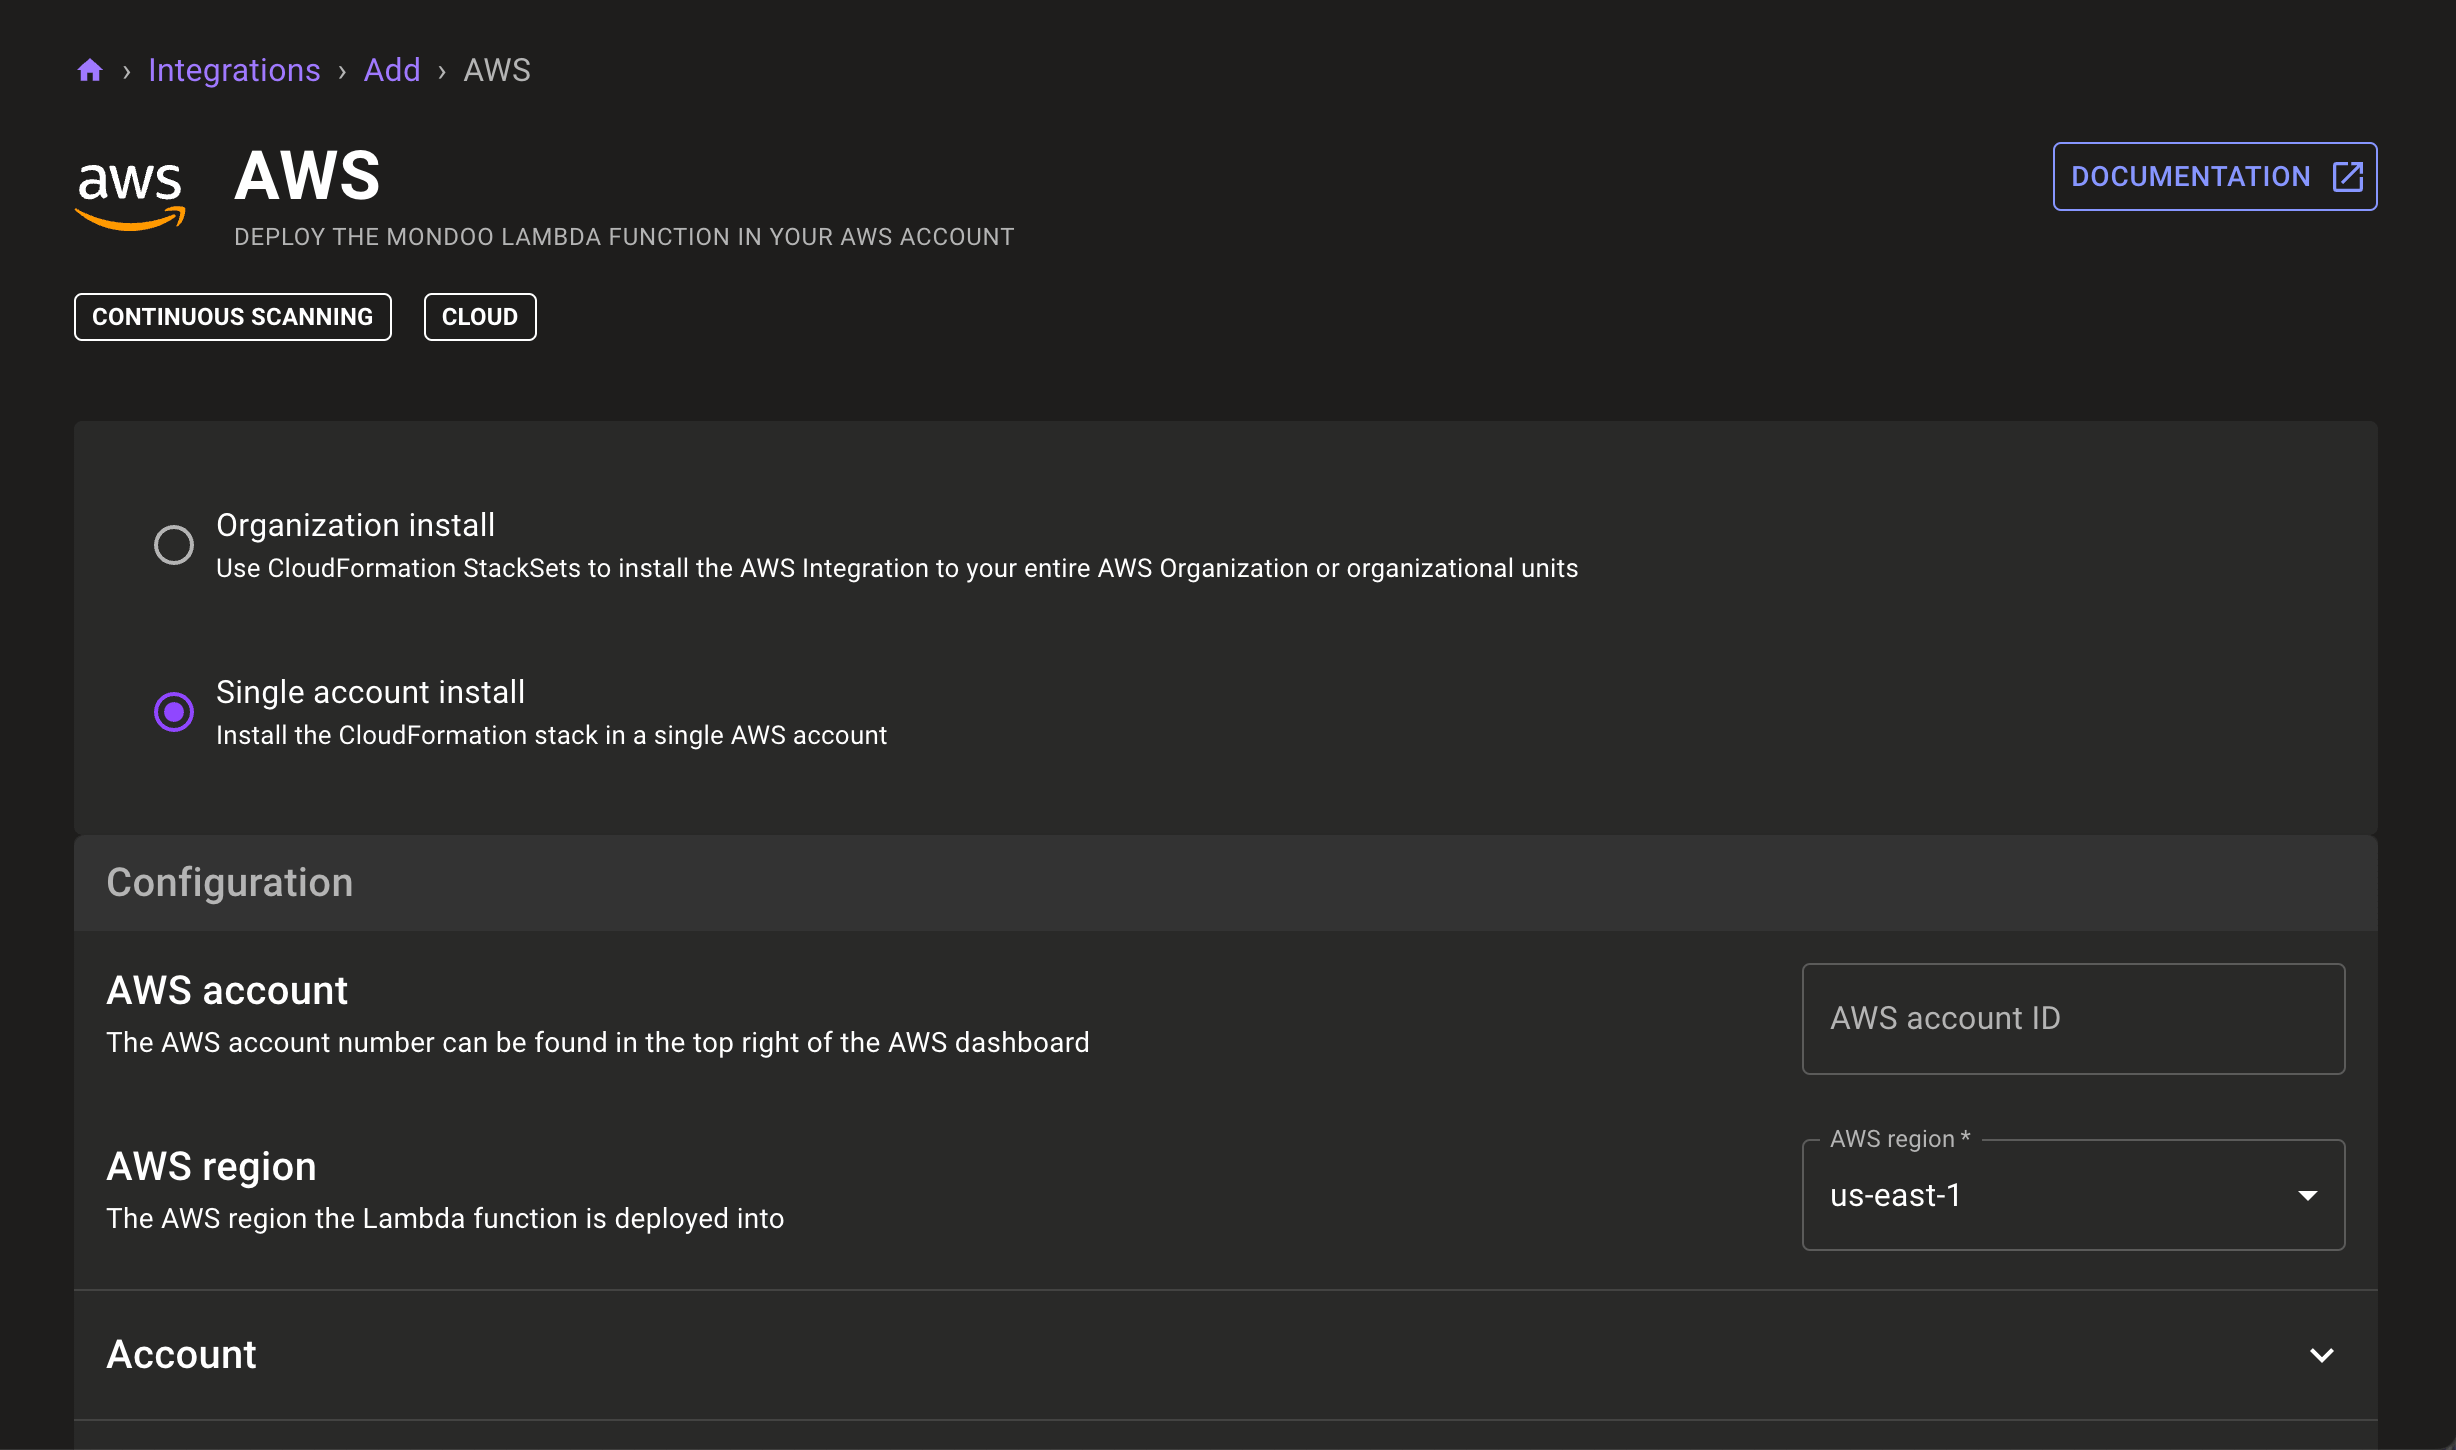 › Integrations › Add › AWS
aws
AWS
DOCUMENTATION
DEPLOY THE MONDOO LAMBDA FUNCTION IN YOUR AWS ACCOUNT
CONTINUOUS SCANNING CLOUD
Organization install
Use CloudFormation StackSets to install the AWS Integration to your entire AWS Organization or organizational units
Single account install
Install the CloudFormation stack in a single AWS account
Configuration
AWS account
The AWS account number can be found in the top right of the AWS dashboard
AWS account ID
AWS region
The AWS region the Lambda function is deployed into
AWS region *
us-east-1
Account